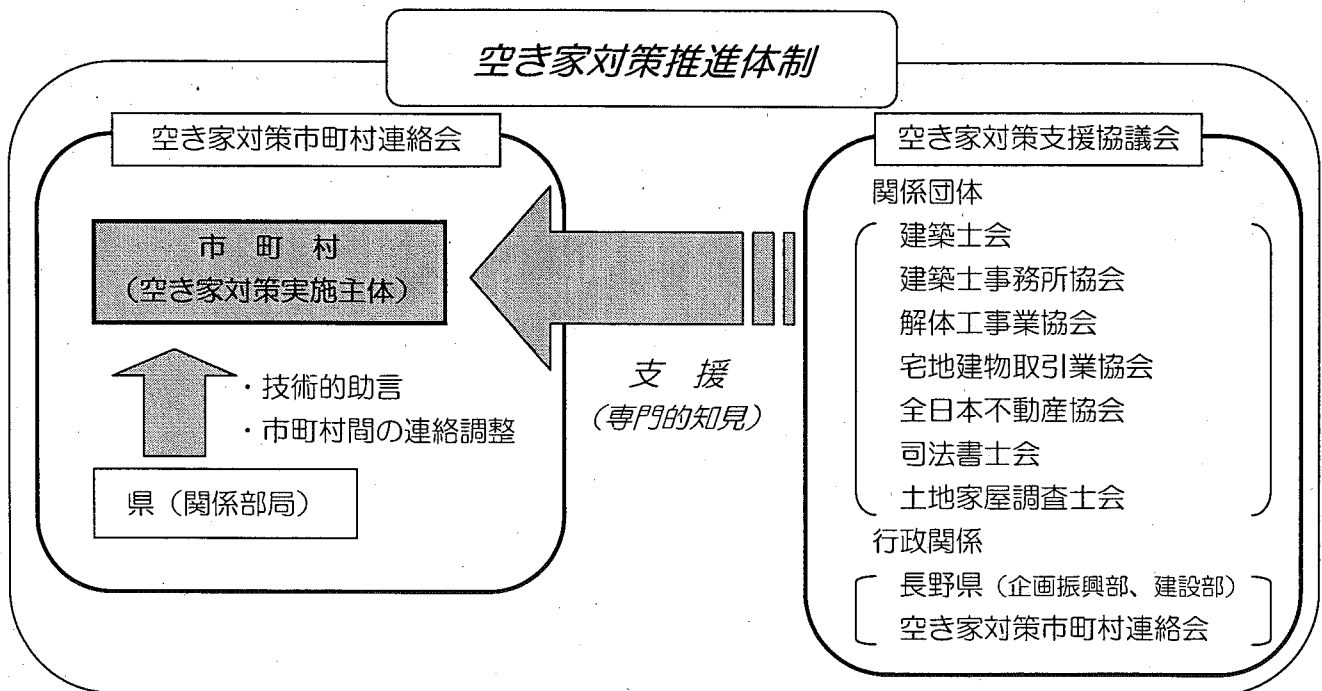 空き家対策推進体制
空き家対策市町村連絡会
市 町 村
(空き家対策実施主体)
・技術的助言
・市町村間の連絡調整
県(関係部局)
支 援
(専門的知見)
空き家対策支援協議会
関係団体
建築士会
建築士事務所協会
解体工事業協会
宅地建物取引業協会
全日本不動産協会
司法書士会
土地家屋調査士会
行政関係
長野県(企画振興部、建設部)
空き家対策市町村連絡会